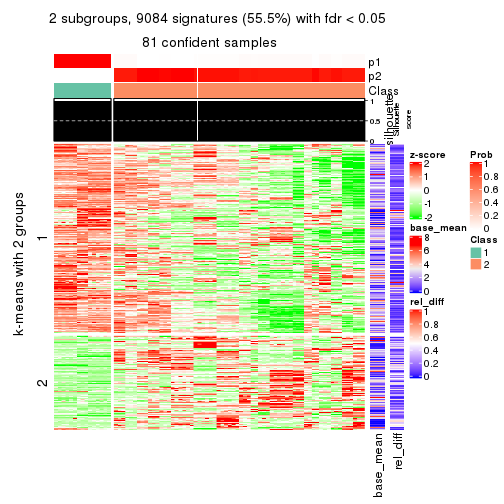 2 subgroups, 9084 signatures (55.5%) with fdr < 0.05
81 confident samples
p1
p2
Class
1
0.5
0
silhouette
Silhouette
score
k-means with 2 groups
1
2
base_mean
rel_diff
z-score
2
1
0
-1
-2
base_mean
8
6
4
2
0
rel_diff
1
0.8
0.6
0.4
0.2
0
Prob
1
0.8
0.6
0.4
0.2
0
Class
1
2